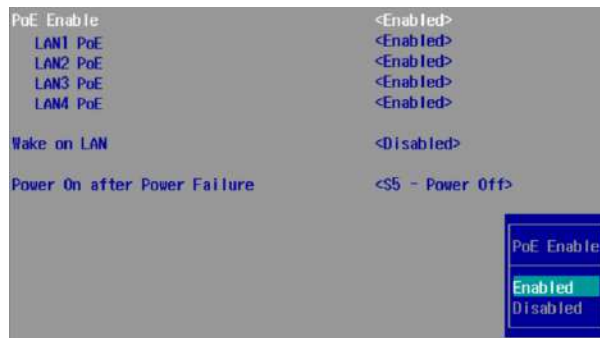 PoE Enable <Enabled>
LAN1 PoE <Enabled>
LAN2 PoE <Enabled>
LAN3 PoE <Enabled>
LAN4 PoE <Enabled>
Wake on LAN <Disabled>
Power On after Power Failure <S5 - Power Off>
PoE Enable
Enabled
Disabled